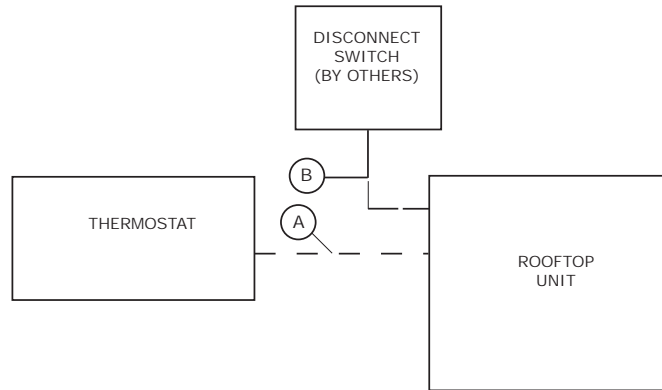 DISCONNECT
SWITCH
(BY OTHERS)
B
THERMOSTAT
A
ROOFTOP
UNIT